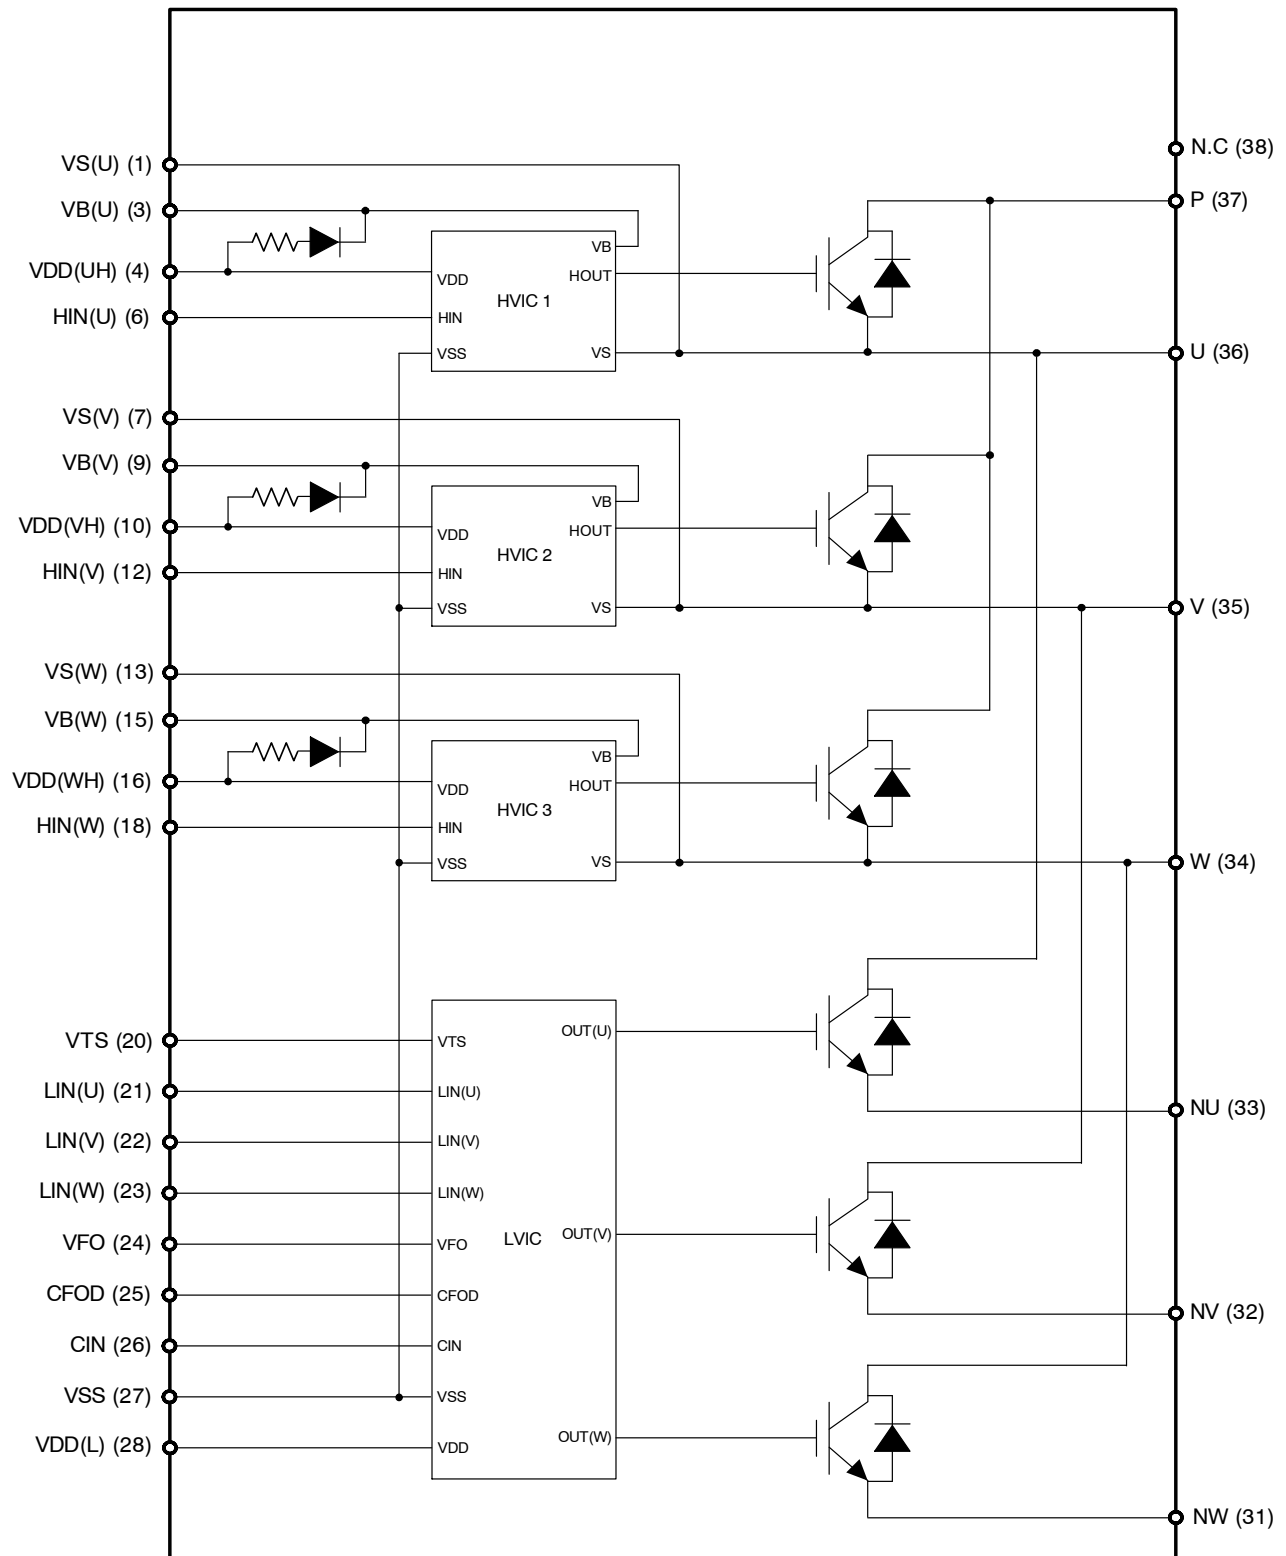 VS(U) (1)
VB(U) (3)
VDD(UH) (4)
HIN(U) (6)
VS(V) (7)
VB(V) (9)
VDD(VH) (10)
HIN(V) (12)
VS(W) (13)
VB(W) (15)
VDD(WH) (16)
HIN(W) (18)
VTS (20)
LIN(U) (21)
LIN(V) (22)
LIN(W) (23)
VFO (24)
CFOD (25)
CIN (26)
VSS (27)
VDD(L) (28)
VB
HOUT
VDD
HVIC 1
HIN
VSS
VS
VB
HOUT
VDD
HVIC 2
HIN
VSS
VS
VB
HOUT
VDD
HVIC 3
HIN
VSS
VS
OUT(U)
VTS
LIN(U)
LIN(V)
LIN(W)
OUT(V)
LVIC
VFO
CFOD
CIN
VSS
OUT(W)
VDD
N.C (38)
P (37)
U (36)
V (35)
W (34)
NU (33)
NV (32)
NW (31)